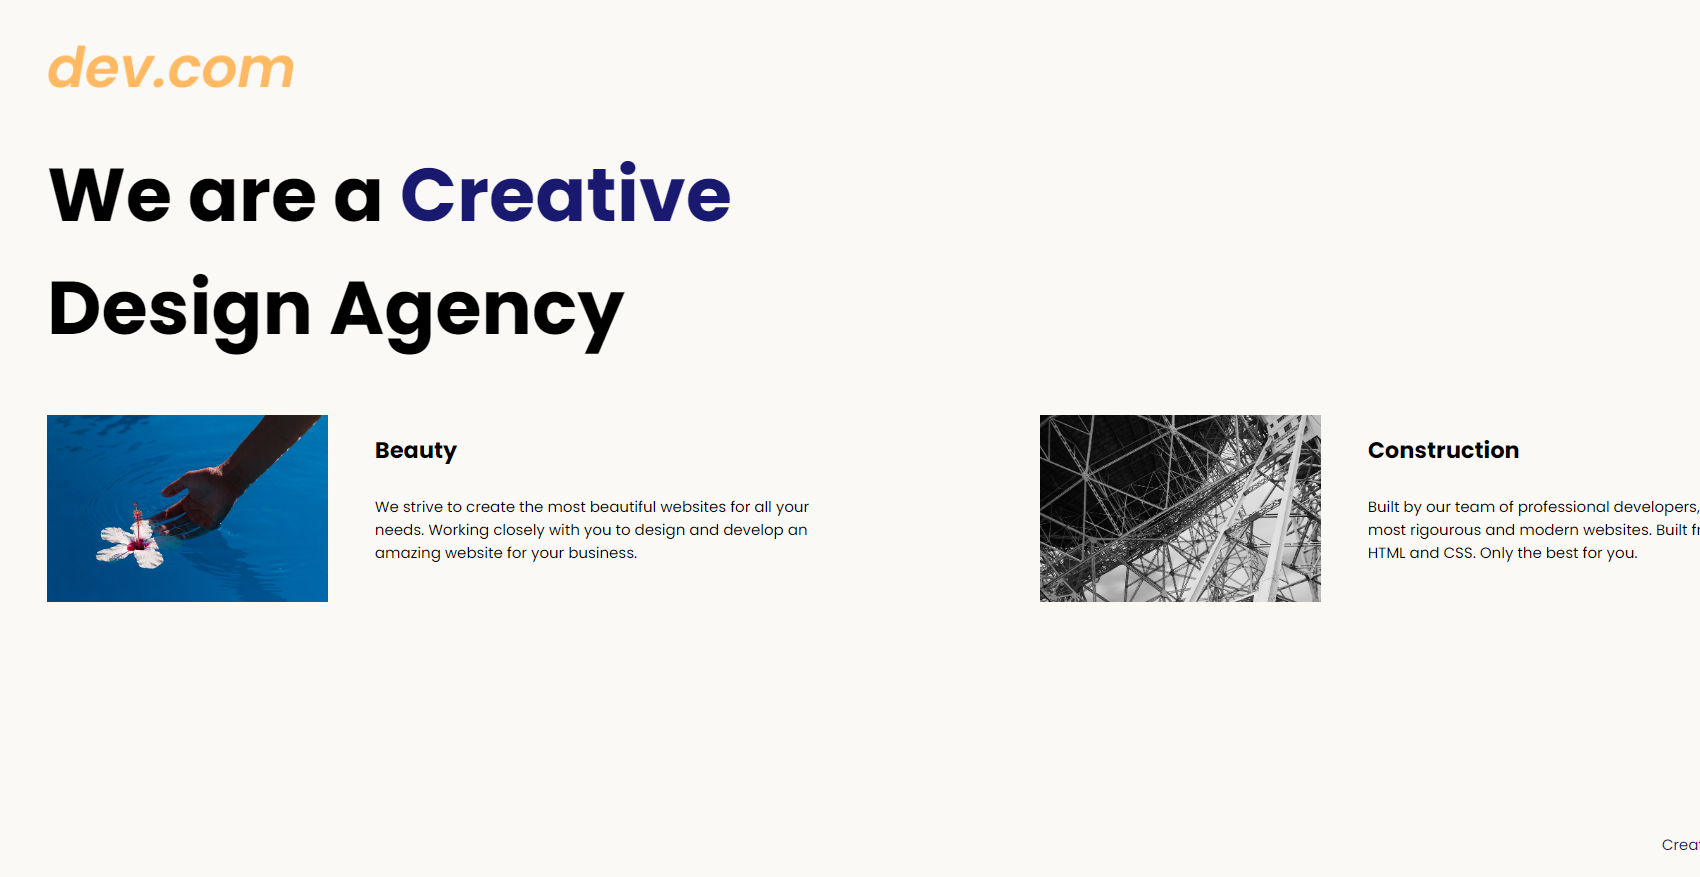 dev.com
We are a Creative
Design Agency
Beauty
We strive to create the most beautiful websites for all your
needs. Working closely with you to design and develop an
amazing website for your business.
Construction
Built by our team of professional developers,
most rigourous and modern websites. Built
HTML and CSS. Only the best for you.